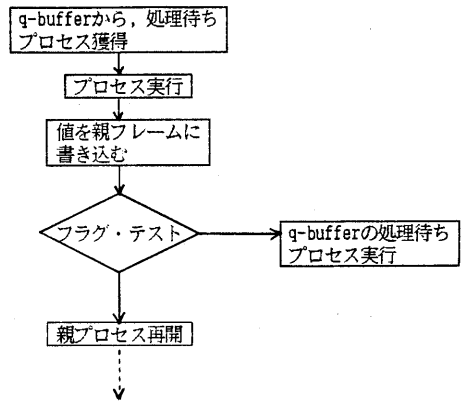 q-bufferから，処理待ち
プロセス獲得
プロセス実行
値を親フレームに
書き込む
フラグ・テスト
q-bufferの処理待ち
プロセス実行
親プロセス再開